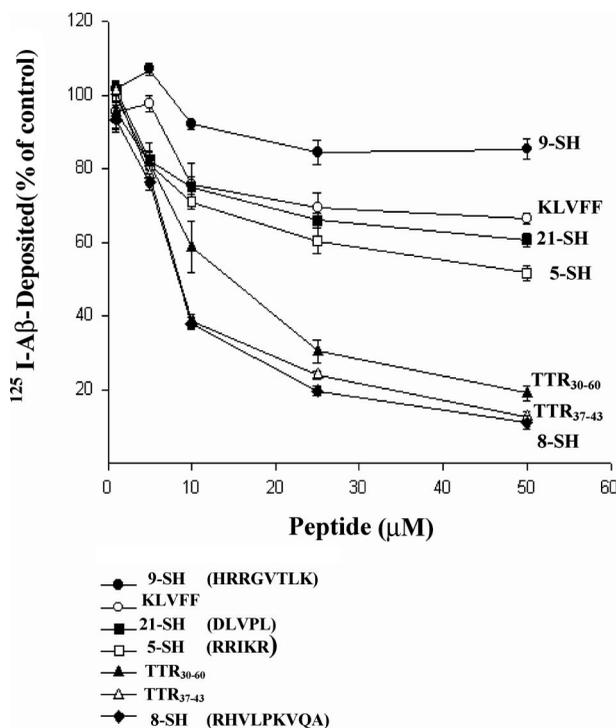 120
100
80
60
40
20
0
10
20
30
40
50
60
¹²⁵ I-Aβ-Deposited(% of control)
Peptide (μM)
9-SH
KLVFF
21-SH
5-SH
TTR₃₀₋₆₀
TTR₃₇₋₄₃
8-SH
9-SH (HRRGVTLK)
KLVFF
21-SH (DLVPL)
5-SH (RRIKR)
TTR₃₀₋₆₀
TTR₃₇₋₄₃
8-SH (RHVLPKVQA)